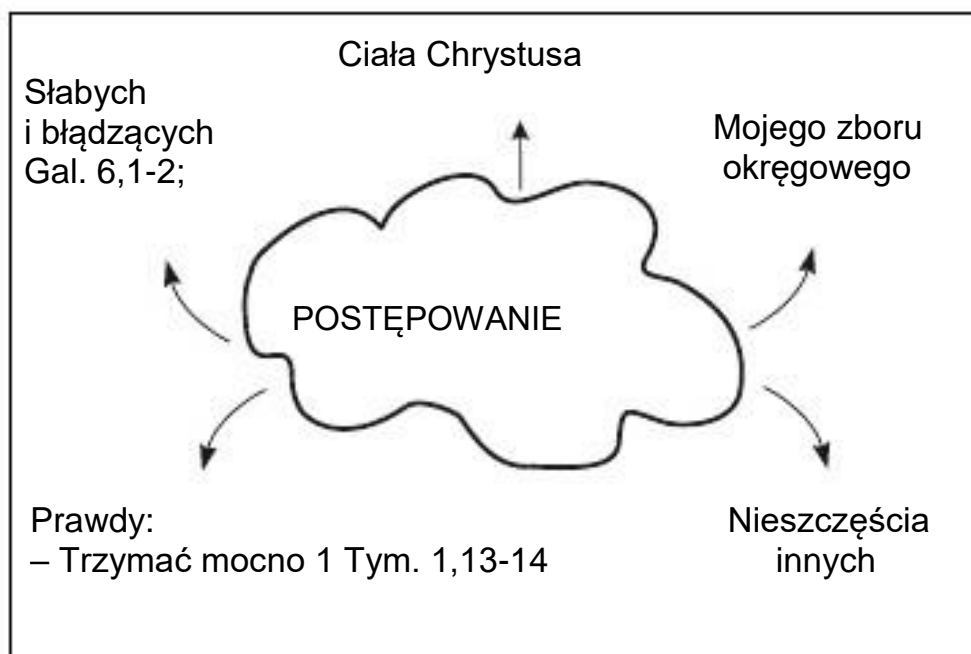 Ciała Chrystusa
Słabych
i błądzących
Gal. 6,1-2;
Mojego zboru
okręgowego
POSTĘPOWANIE
Prawdy:
– Trzymać mocno 1 Tym. 1,13-14
Nieszczęścia
innych